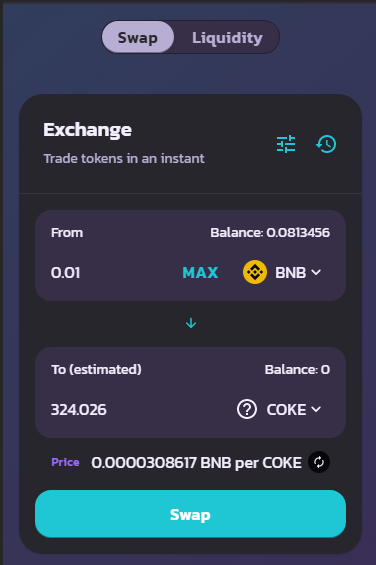 Swap Liquidity
Exchange
Trade tokens in an instant
From Balance: 0.0813456
0.01 MAX BNB
To (estimated) Balance: 0
324.026 ? COKE
Price 0.0000308617 BNB per COKE
Swap